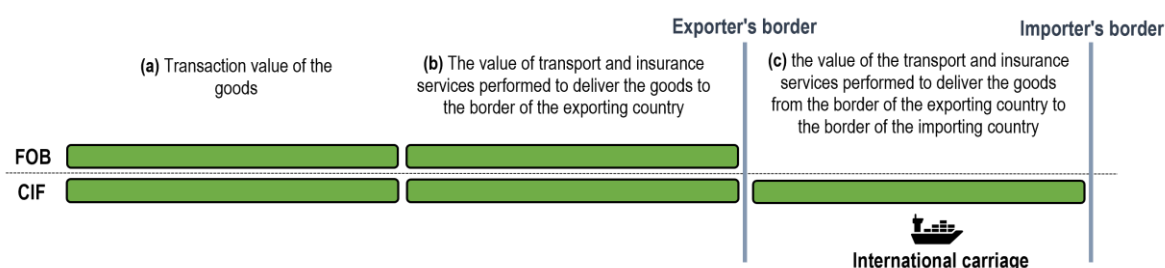 Exporter's border
Importer's border
(a) Transaction value of the
goods
(b) The value of transport and insurance
services performed to deliver the goods to
the border of the exporting country
(c) the value of the transport and insurance
services performed to deliver the goods
from the border of the exporting country to
the border of the importing country
FOB
CIF
International carriage